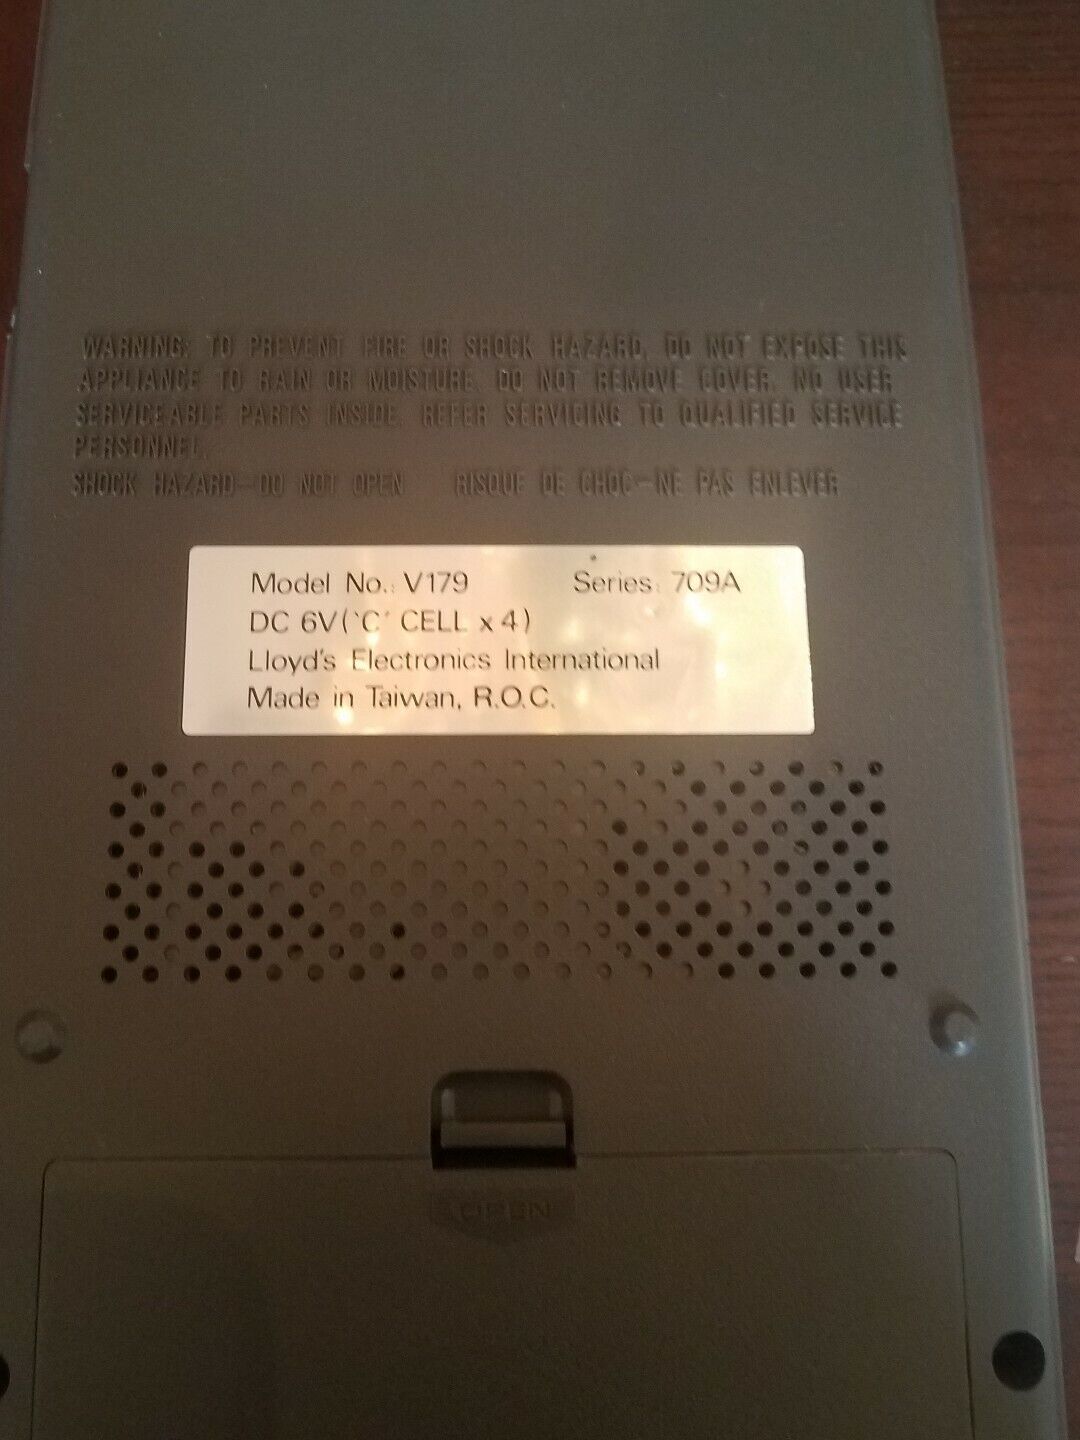 WARNING: TO PREVENT FIRE OR SHOCK HAZARD, DO NOT EXPOSE THIS
APPLIANCE TO RAIN OR MOISTURE. DO NOT REMOVE COVER. NO USER
SERVICEABLE PARTS INSIDE. REFER SERVICING TO QUALIFIED SERVICE
PERSONNEL.
SHOCK HAZARD-DO NOT OPEN RISQUE DE CHOC-NE PAS ENLEVER
Model No.: V179 Series: 709A
DC 6V('C' CELL x 4)
Lloyd's Electronics International
Made in Taiwan, R.O.C.
OPEN